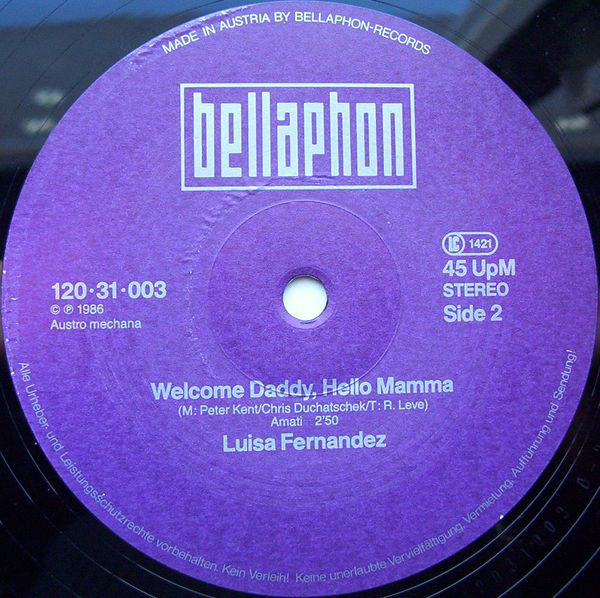 MADE IN AUSTRIA BY BELLAPHON-RECORDS
bellaphon
LC 1421
45 UpM
STEREO
Side 2
120·31·003
© ℗ 1986
Austro mechana
Welcome Daddy, Hello Mamma
(M: Peter Kent/Chris Duchatschek/T: R. Leve)
Amati 2'50
Luisa Fernandez
Alle Urheber- und Leistungsschutzrechte vorbehalten. Kein Verleih! Keine unerlaubte Vervielfältigung, Vermietung, Aufführung und Sendung!